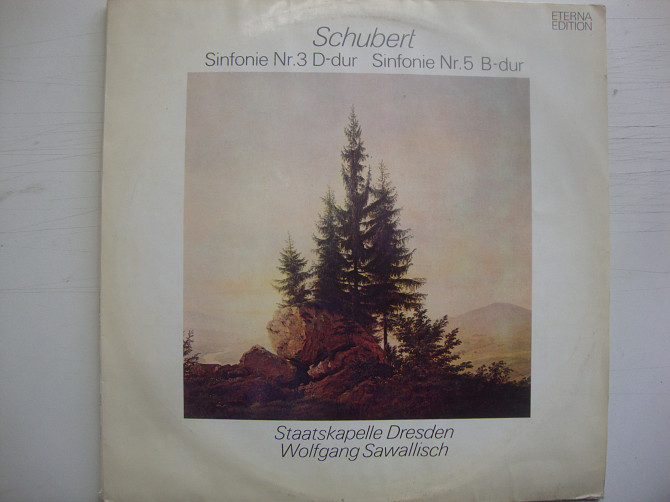 ETERNA
EDITION
Schubert
Sinfonie Nr.3 D-dur Sinfonie Nr.5 B-dur
Staatskapelle Dresden
Wolfgang Sawallisch